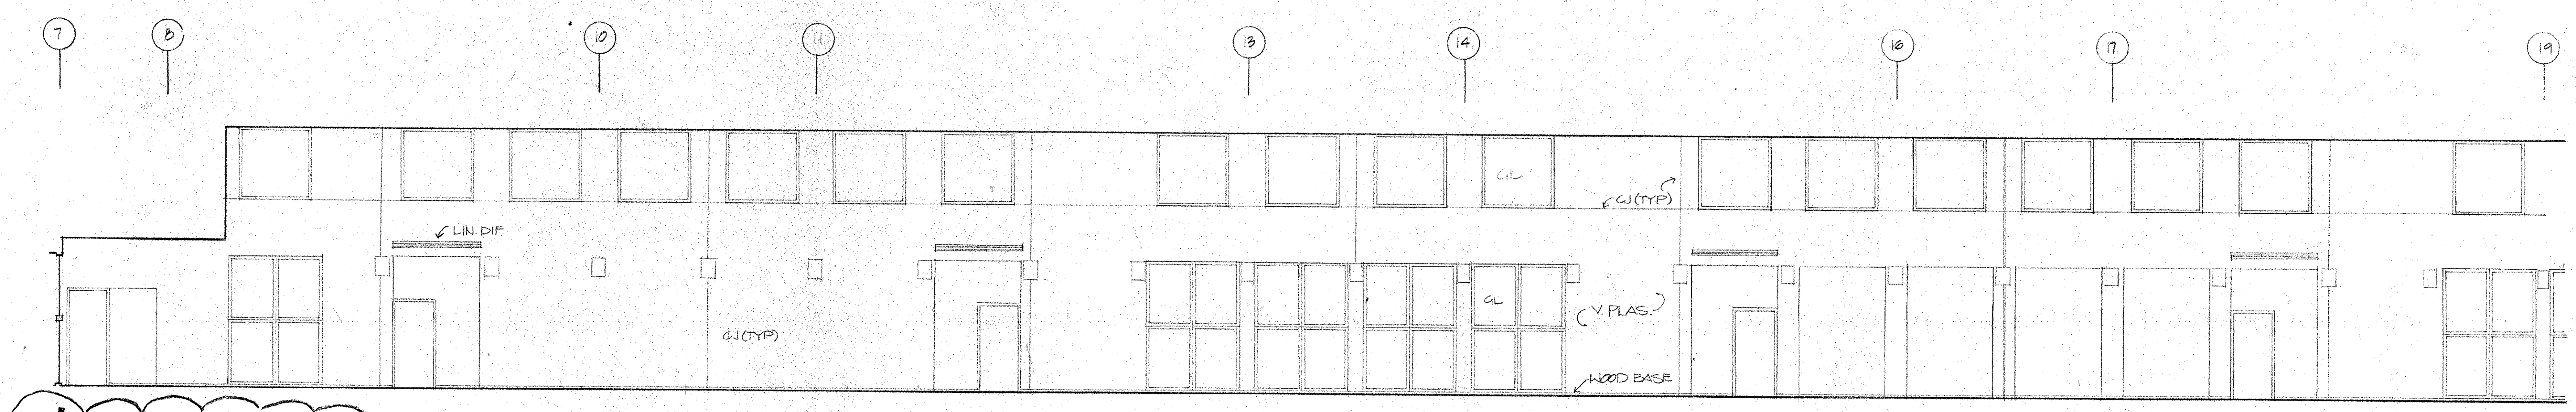 7 8 10 11 13 14 16 17 19
GL
CJ (TYP)
LIN. DIF
GL
V. PLAS.
CJ (TYP)
WOOD BASE